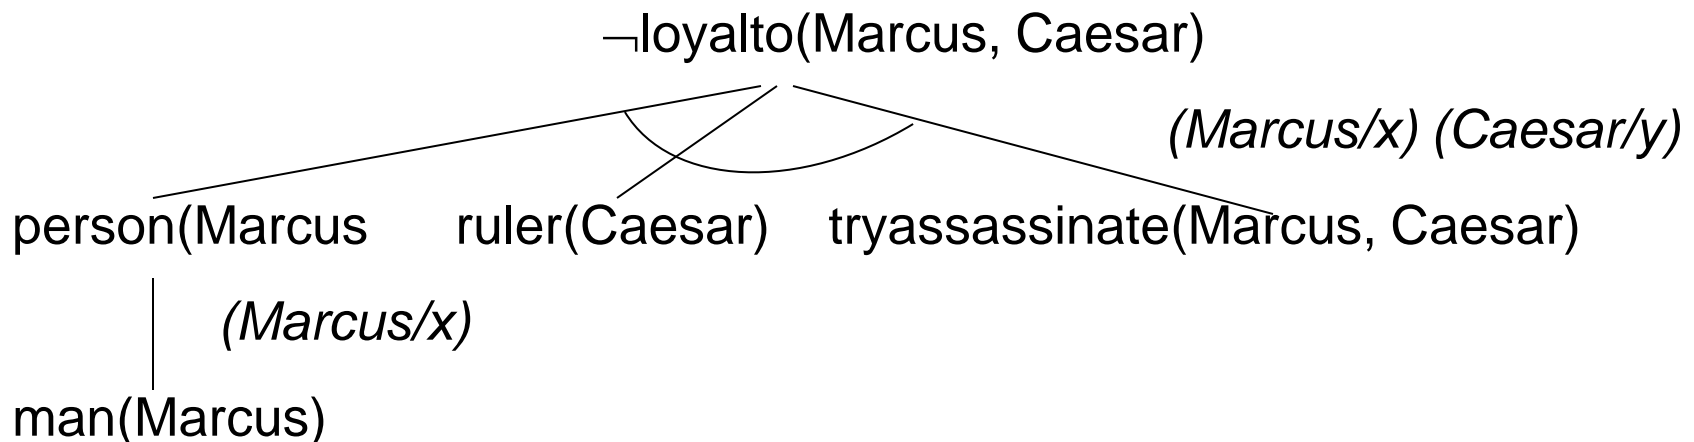 ¬loyalto(Marcus, Caesar)
(Marcus/x) (Caesar/y)
person(Marcus ruler(Caesar) tryassassinate(Marcus, Caesar)
(Marcus/x)
man(Marcus)